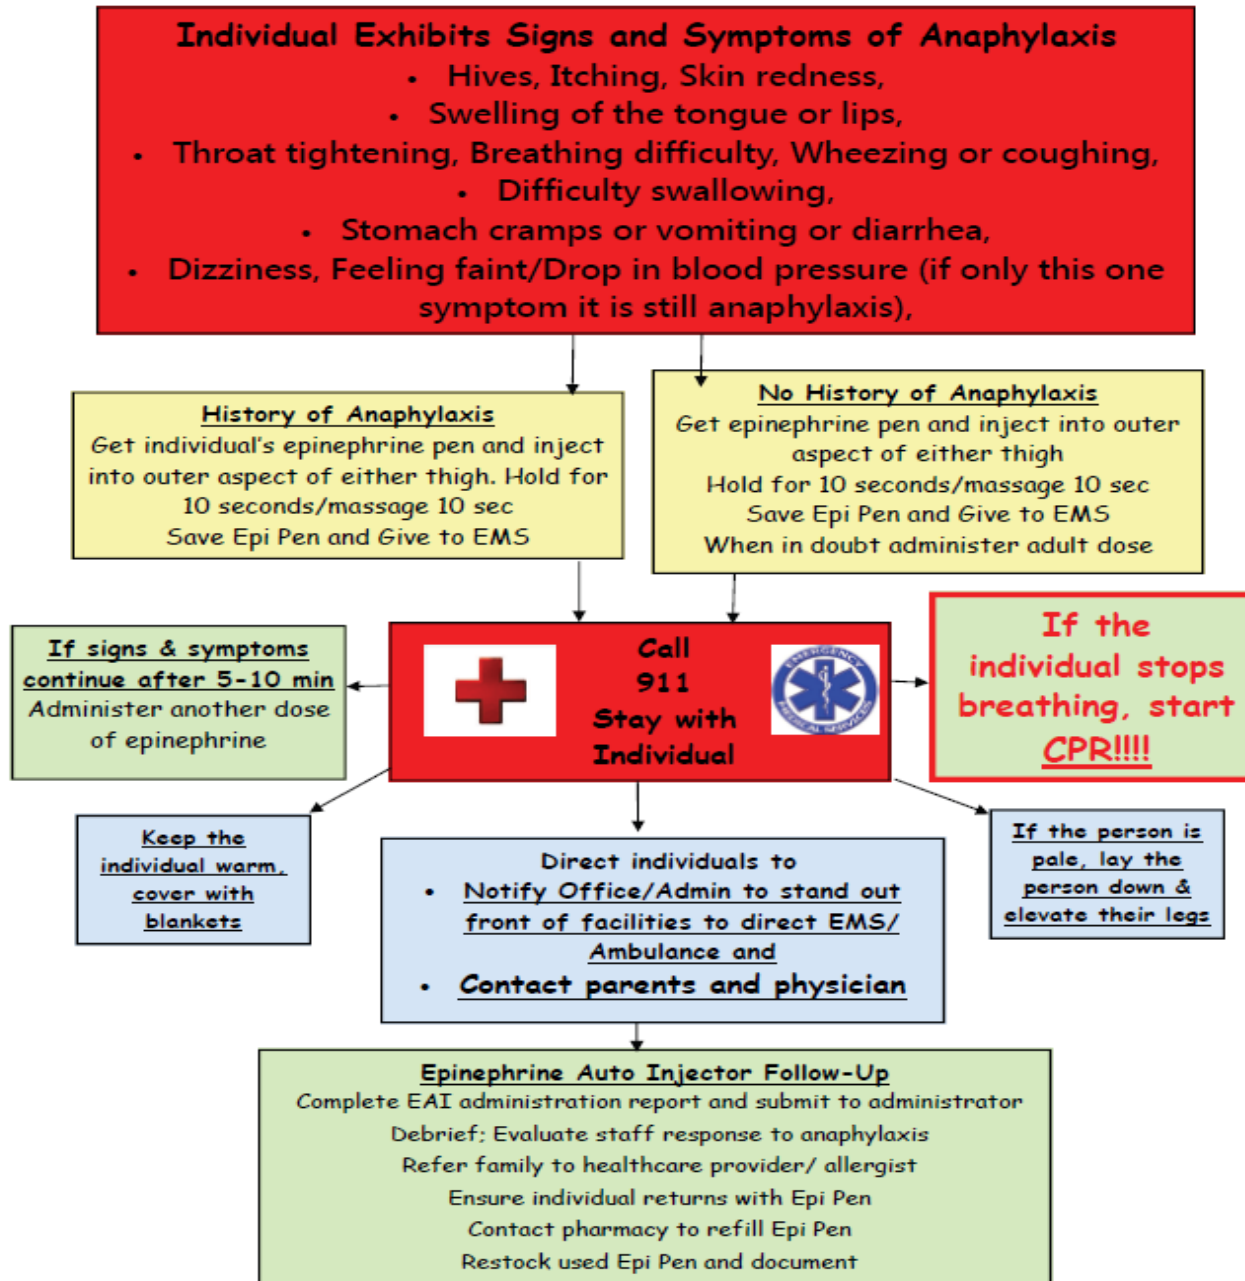 Individual Exhibits Signs and Symptoms of Anaphylaxis
• Hives, Itching, Skin redness,
• Swelling of the tongue or lips,
• Throat tightening, Breathing difficulty, Wheezing or coughing,
• Difficulty swallowing,
• Stomach cramps or vomiting or diarrhea,
• Dizziness, Feeling faint/Drop in blood pressure (if only this one
symptom it is still anaphylaxis),
History of Anaphylaxis
Get individual's epinephrine pen and inject
into outer aspect of either thigh. Hold for
10 seconds/massage 10 sec
Save Epi Pen and Give to EMS
No History of Anaphylaxis
Get epinephrine pen and inject into outer
aspect of either thigh
Hold for 10 seconds/massage 10 sec
Save Epi Pen and Give to EMS
When in doubt administer adult dose
If signs & symptoms
continue after 5-10 min
Administer another dose
of epinephrine
Call
911
Stay with
Individual
EMERGENCY
MEDICAL SERVICES
If the
individual stops
breathing, start
CPR!!!!
Keep the
individual warm,
cover with
blankets
Direct individuals to
• Notify Office/Admin to stand out
front of facilities to direct EMS/
Ambulance and
• Contact parents and physician
If the person is
pale, lay the
person down &
elevate their legs
Epinephrine Auto Injector Follow-Up
Complete EAI administration report and submit to administrator
Debrief; Evaluate staff response to anaphylaxis
Refer family to healthcare provider/ allergist
Ensure individual returns with Epi Pen
Contact pharmacy to refill Epi Pen
Restock used Epi Pen and document